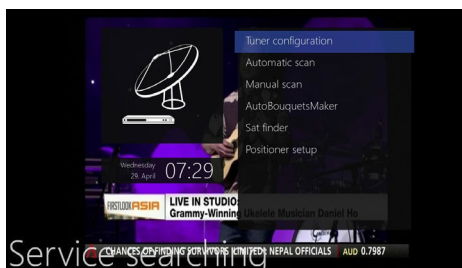 Tuner configuration
Automatic scan
Manual scan
AutoBouquetsMaker
Sat finder
Positioner setup
Wednesday
29. April
07:29
FIRSTLOOK ASIA
LIVE IN STUDIO:
Grammy-Winning Ukelele Musician Daniel Ho
Service searching
CHANCES OF FINDING SURVIVORS LIMITED: NEPAL OFFICIALS AUD 0.7987